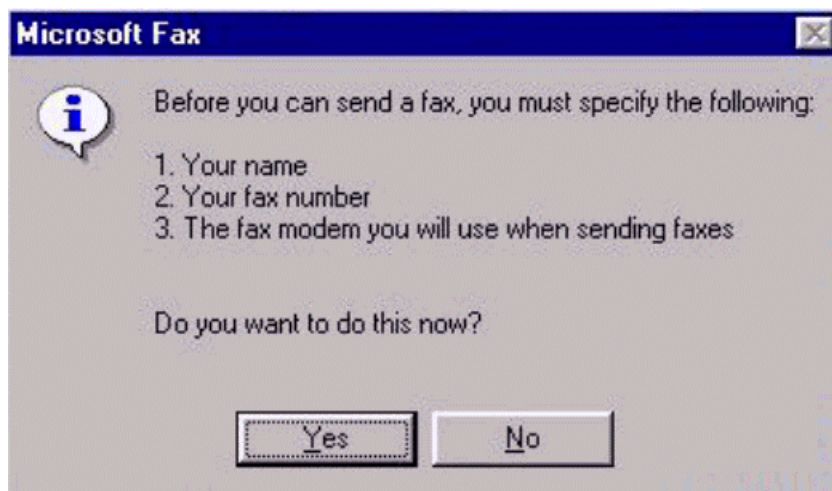 Microsoft Fax
Before you can send a fax, you must specify the following:
1. Your name
2. Your fax number
3. The fax modem you will use when sending faxes
Do you want to do this now?
Yes
No